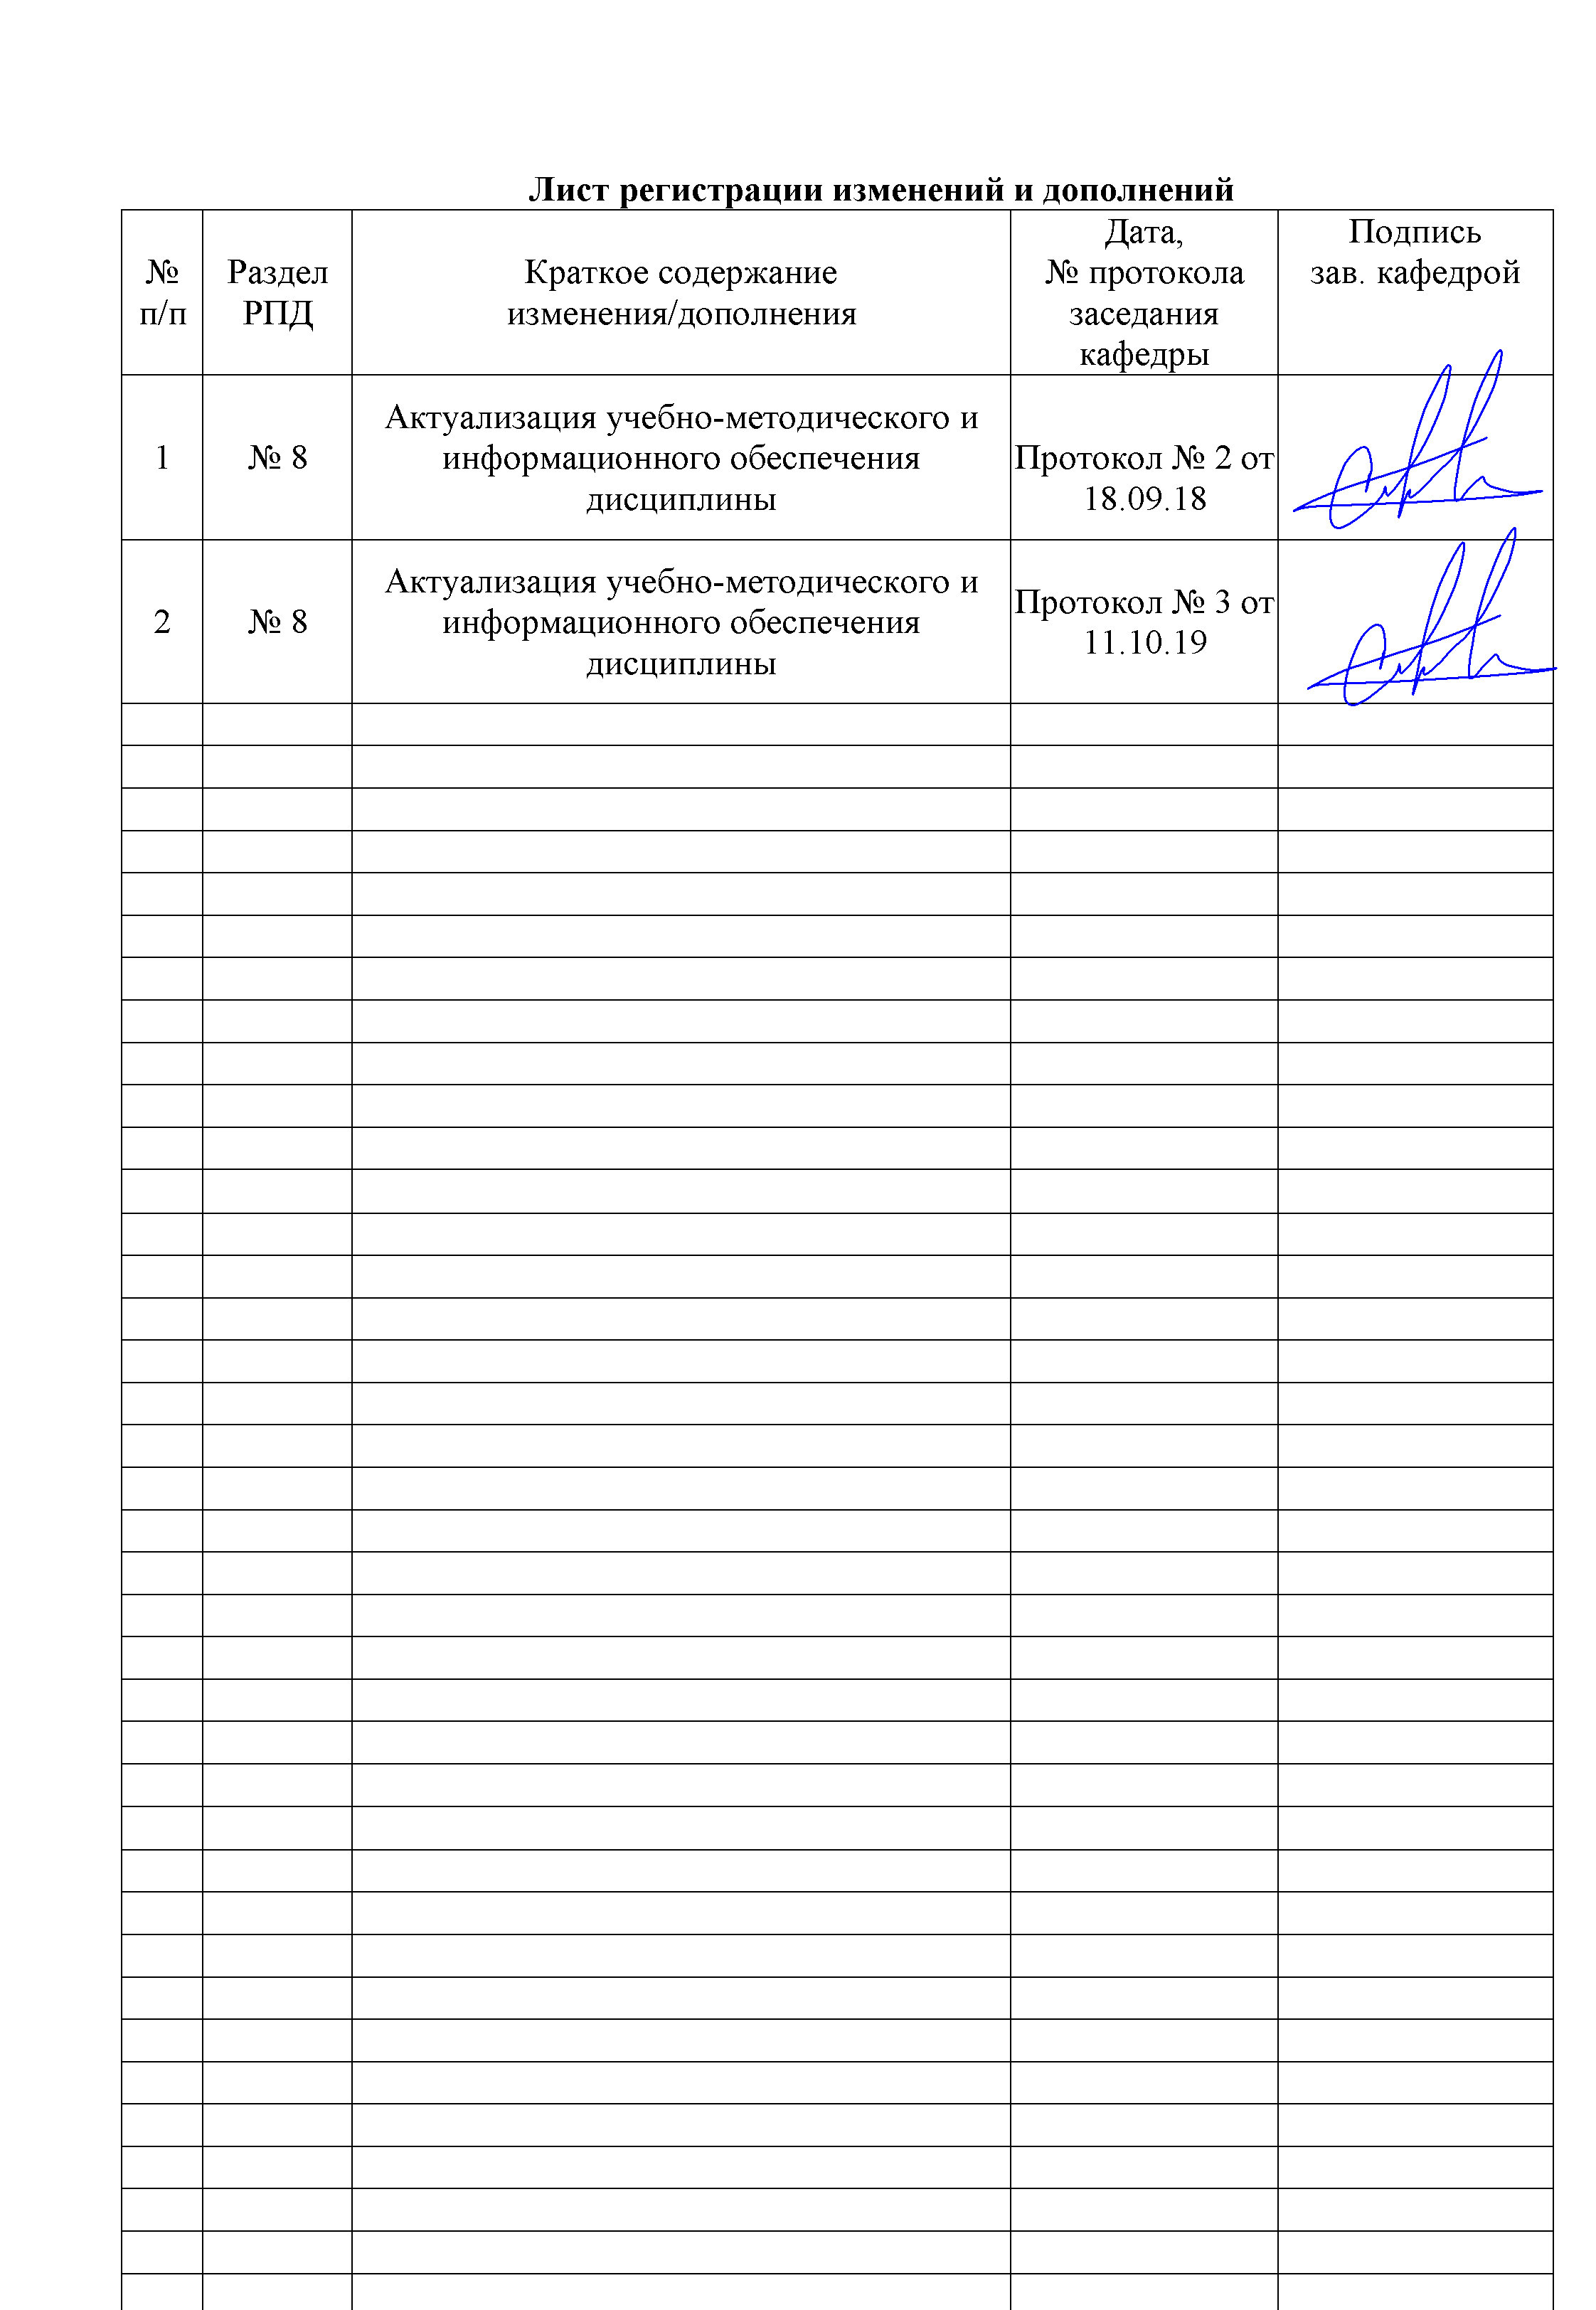 Лист регистрации изменений и дополнений
№
п/п
Раздел
РПД
Краткое содержание
изменения/дополнения
Дата,
№ протокола
заседания
кафедры
Подпись
зав. кафедрой
1
№ 8
Актуализация учебно-методического и
информационного обеспечения
дисциплины
Протокол № 2 от
18.09.18
2
№ 8
Актуализация учебно-методического и
информационного обеспечения
дисциплины
Протокол № 3 от
11.10.19